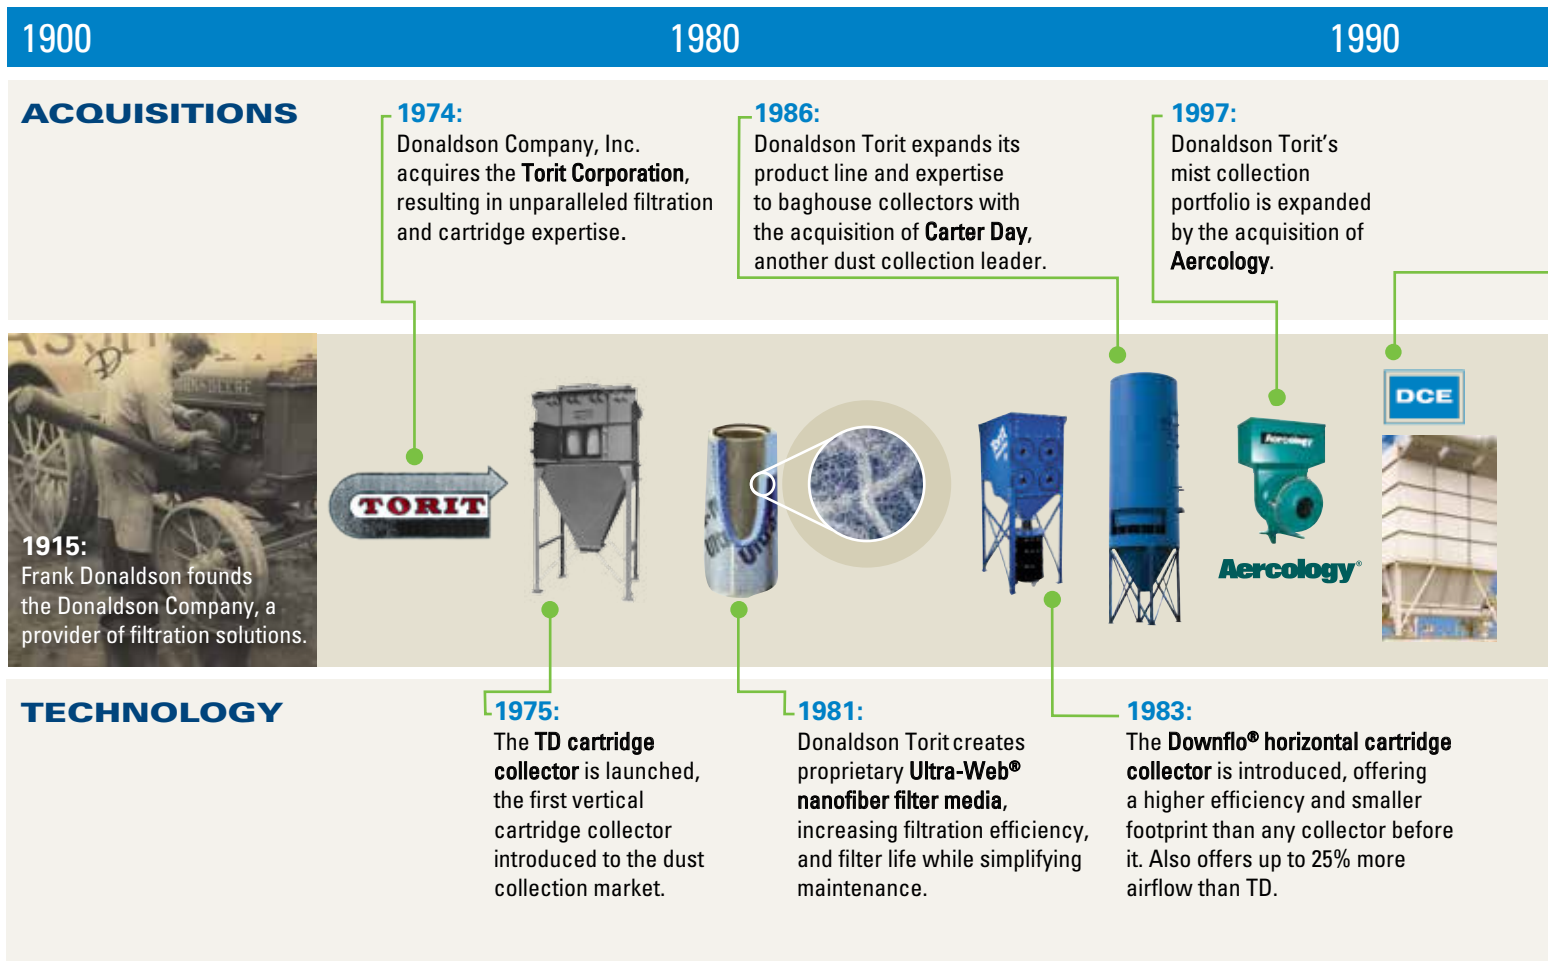 1900
1980
1990
ACQUISITIONS
1974:
Donaldson Company, Inc.
acquires the Torit Corporation,
resulting in unparalleled filtration
and cartridge expertise.
1986:
Donaldson Torit expands its
product line and expertise
to baghouse collectors with
the acquisition of Carter Day,
another dust collection leader.
1997:
Donaldson Torit’s
mist collection
portfolio is expanded
by the acquisition of
Aercology.
1915:
Frank Donaldson founds
the Donaldson Company, a
provider of filtration solutions.
TORIT
Aercology
Aercology®
DCE
TECHNOLOGY
1975:
The TD cartridge
collector is launched,
the first vertical
cartridge collector
introduced to the dust
collection market.
1981:
Donaldson Torit creates
proprietary Ultra-Web®
nanofiber filter media,
increasing filtration efficiency,
and filter life while simplifying
maintenance.
1983:
The Downflo® horizontal cartridge
collector is introduced, offering
a higher efficiency and smaller
footprint than any collector before
it. Also offers up to 25% more
airflow than TD.